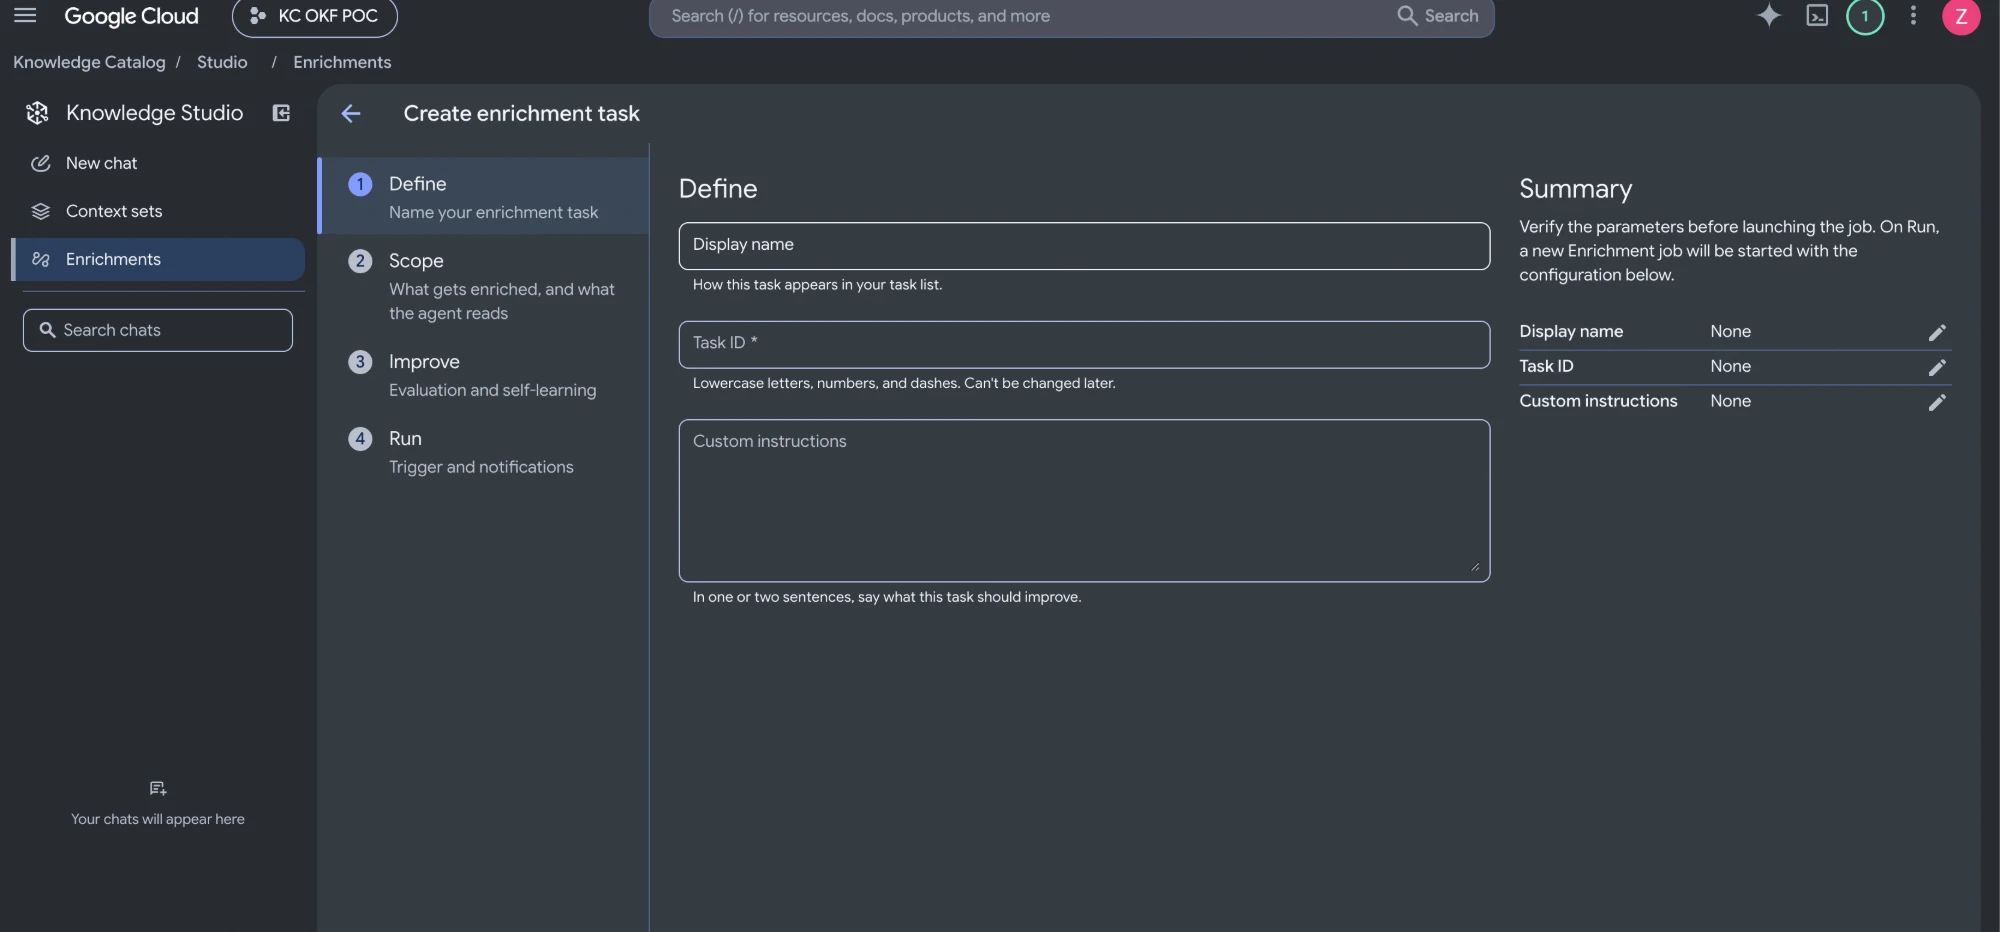 Google Cloud
KC OKF POC
Search (/) for resources, docs, products, and more
Search
1
Z
Knowledge Catalog / Studio / Enrichments
Knowledge Studio
New chat
Context sets
Enrichments
Search chats
Your chats will appear here
Create enrichment task
1 Define
Name your enrichment task
2 Scope
What gets enriched, and what
the agent reads
3 Improve
Evaluation and self-learning
4 Run
Trigger and notifications
Define
Display name
How this task appears in your task list.
Task ID *
Lowercase letters, numbers, and dashes. Can't be changed later.
Custom instructions
In one or two sentences, say what this task should improve.
Summary
Verify the parameters before launching the job. On Run,
a new Enrichment job will be started with the
configuration below.
Display name None
Task ID None
Custom instructions None